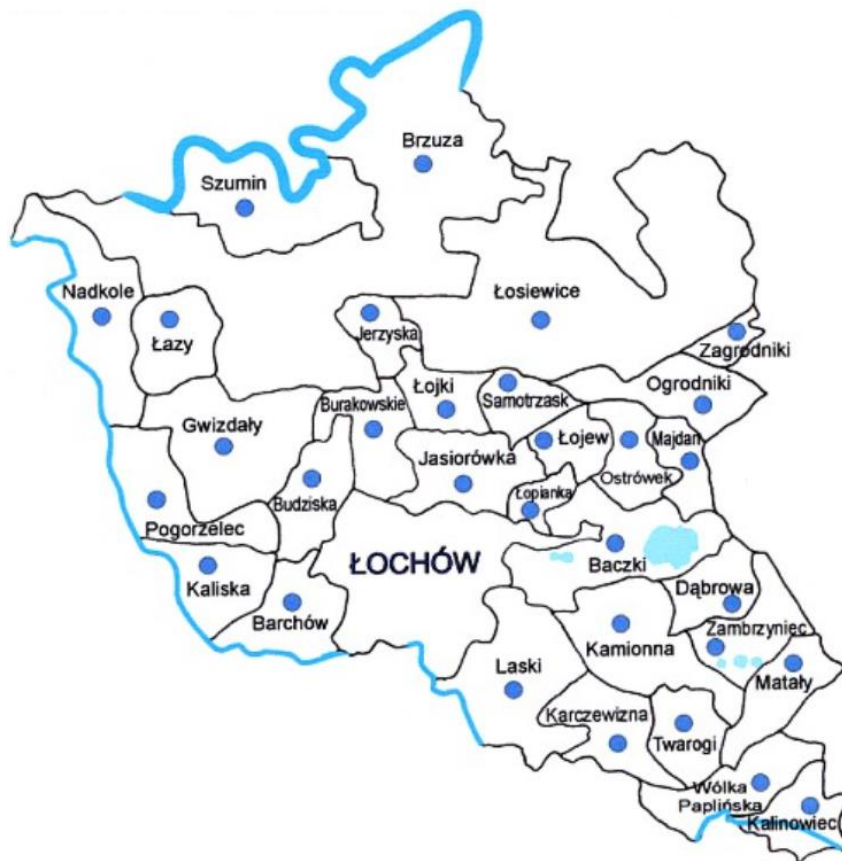 Brzuza
Szumin
Nadkole
Łosiewice
Łazy
Jerzyska
Zagrodniki
Ogrodniki
Łojki
Samotrzask
Burakowskie
Gwizdały
Łojew
Majdan
Jasiorówka
Ostrówek
Budziska
Łopianka
Pogorzelec
ŁOCHÓW
Baczki
Kaliska
Dąbrowa
Barchów
Zambrzyniec
Kamionna
Laski
Matały
Karczewizna
Twarogi
Wólka
Paplińska
Kalinowiec